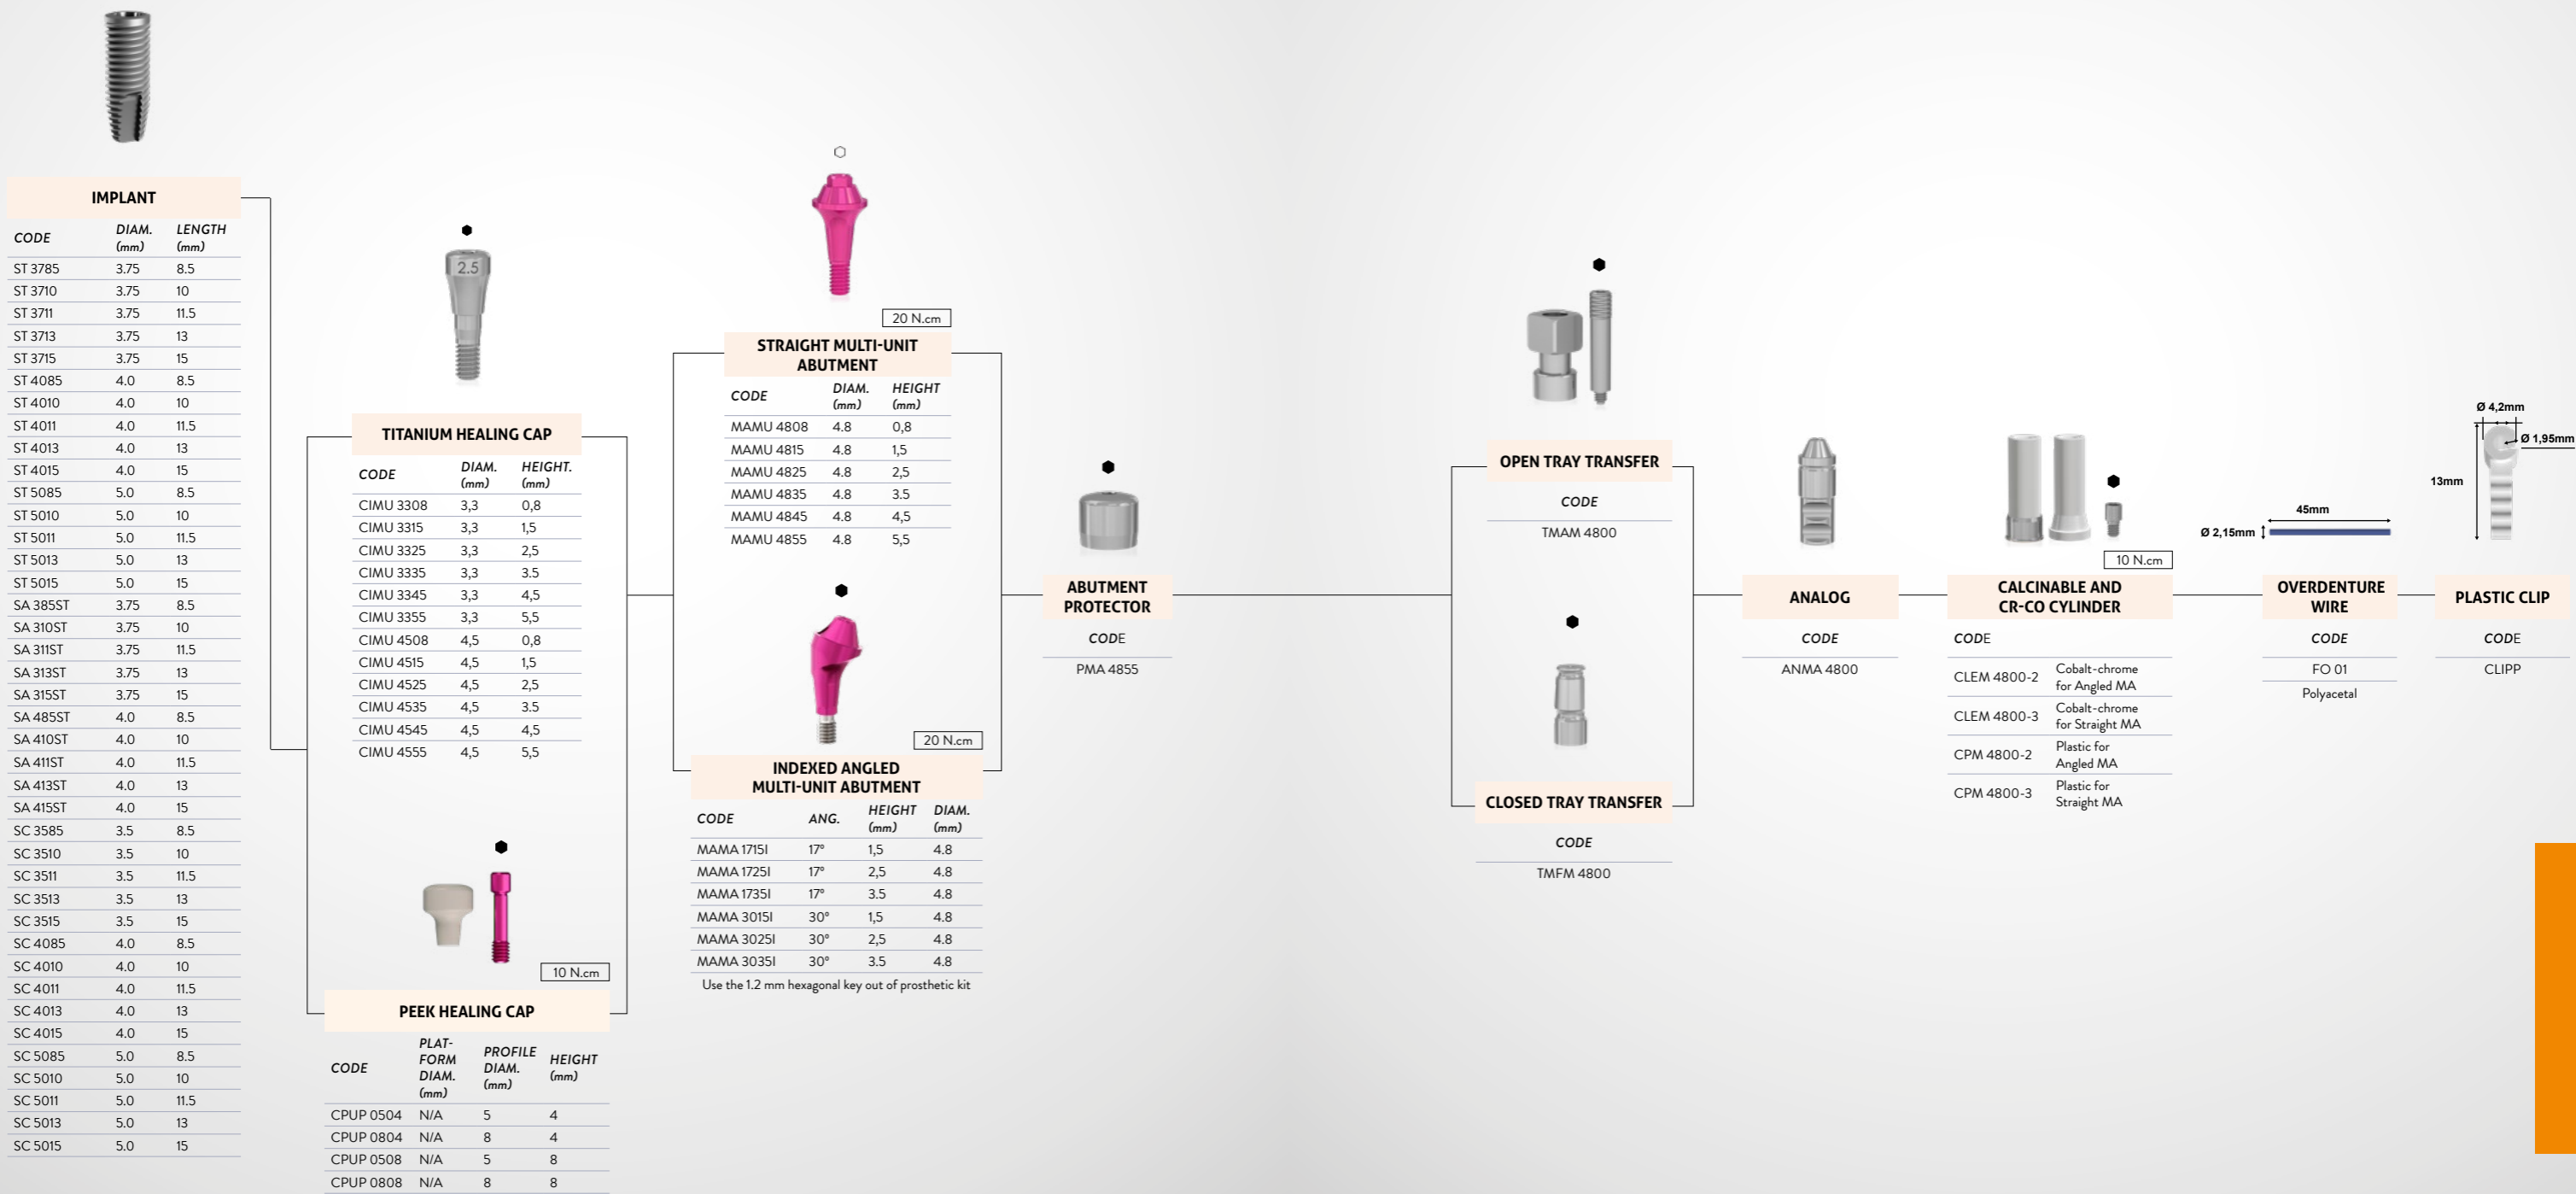 IMPLANT
CODE DIAM. (mm) LENGTH (mm)
ST 3785 3.75 8.5
ST 3710 3.75 10
ST 3711 3.75 11.5
ST 3713 3.75 13
ST 3715 3.75 15
ST 4085 4.0 8.5
ST 4010 4.0 10
ST 4011 4.0 11.5
ST 4013 4.0 13
ST 4015 4.0 15
ST 5085 5.0 8.5
ST 5010 5.0 10
ST 5011 5.0 11.5
ST 5013 5.0 13
ST 5015 5.0 15
SA 385ST 3.75 8.5
SA 310ST 3.75 10
SA 311ST 3.75 11.5
SA 313ST 3.75 13
SA 315ST 3.75 15
SA 485ST 4.0 8.5
SA 410ST 4.0 10
SA 411ST 4.0 11.5
SA 413ST 4.0 13
SA 415ST 4.0 15
SC 3585 3.5 8.5
SC 3510 3.5 10
SC 3511 3.5 11.5
SC 3513 3.5 13
SC 3515 3.5 15
SC 4085 4.0 8.5
SC 4010 4.0 10
SC 4011 4.0 11.5
SC 4013 4.0 13
SC 4015 4.0 15
SC 5085 5.0 8.5
SC 5010 5.0 10
SC 5011 5.0 11.5
SC 5013 5.0 13
SC 5015 5.0 15
2.5
TITANIUM HEALING CAP
CODE DIAM. (mm) HEIGHT. (mm)
CIMU 3308 3,3 0,8
CIMU 3315 3,3 1,5
CIMU 3325 3,3 2,5
CIMU 3335 3,3 3.5
CIMU 3345 3,3 4,5
CIMU 3355 3,3 5,5
CIMU 4508 4,5 0,8
CIMU 4515 4,5 1,5
CIMU 4525 4,5 2,5
CIMU 4535 4,5 3.5
CIMU 4545 4,5 4,5
CIMU 4555 4,5 5,5
10 N.cm
PEEK HEALING CAP
CODE PLAT-FORM DIAM. (mm) PROFILE DIAM. (mm) HEIGHT (mm)
CPUP 0504 N/A 5 4
CPUP 0804 N/A 8 4
CPUP 0508 N/A 5 8
CPUP 0808 N/A 8 8
20 N.cm
STRAIGHT MULTI-UNIT
ABUTMENT
CODE DIAM. (mm) HEIGHT (mm)
MAMU 4808 4.8 0,8
MAMU 4815 4.8 1,5
MAMU 4825 4.8 2,5
MAMU 4835 4.8 3.5
MAMU 4845 4.8 4,5
MAMU 4855 4.8 5,5
20 N.cm
INDEXED ANGLED
MULTI-UNIT ABUTMENT
CODE ANG. HEIGHT (mm) DIAM. (mm)
MAMA 1715I 17° 1,5 4.8
MAMA 1725I 17° 2,5 4.8
MAMA 1735I 17° 3.5 4.8
MAMA 3015I 30° 1,5 4.8
MAMA 3025I 30° 2,5 4.8
MAMA 3035I 30° 3.5 4.8
Use the 1.2 mm hexagonal key out of prosthetic kit
ABUTMENT
PROTECTOR
CODE
PMA 4855
OPEN TRAY TRANSFER
CODE
TMAM 4800
CLOSED TRAY TRANSFER
CODE
TMFM 4800
ANALOG
CODE
ANMA 4800
10 N.cm
CALCINABLE AND
CR-CO CYLINDER
CODE
CLEM 4800-2 Cobalt-chrome for Angled MA
CLEM 4800-3 Cobalt-chrome for Straight MA
CPM 4800-2 Plastic for Angled MA
CPM 4800-3 Plastic for Straight MA
45mm
Ø 2,15mm
OVERDENTURE
WIRE
CODE
FO 01
Polyacetal
Ø 4,2mm
Ø 1,95mm
13mm
PLASTIC CLIP
CODE
CLIPP